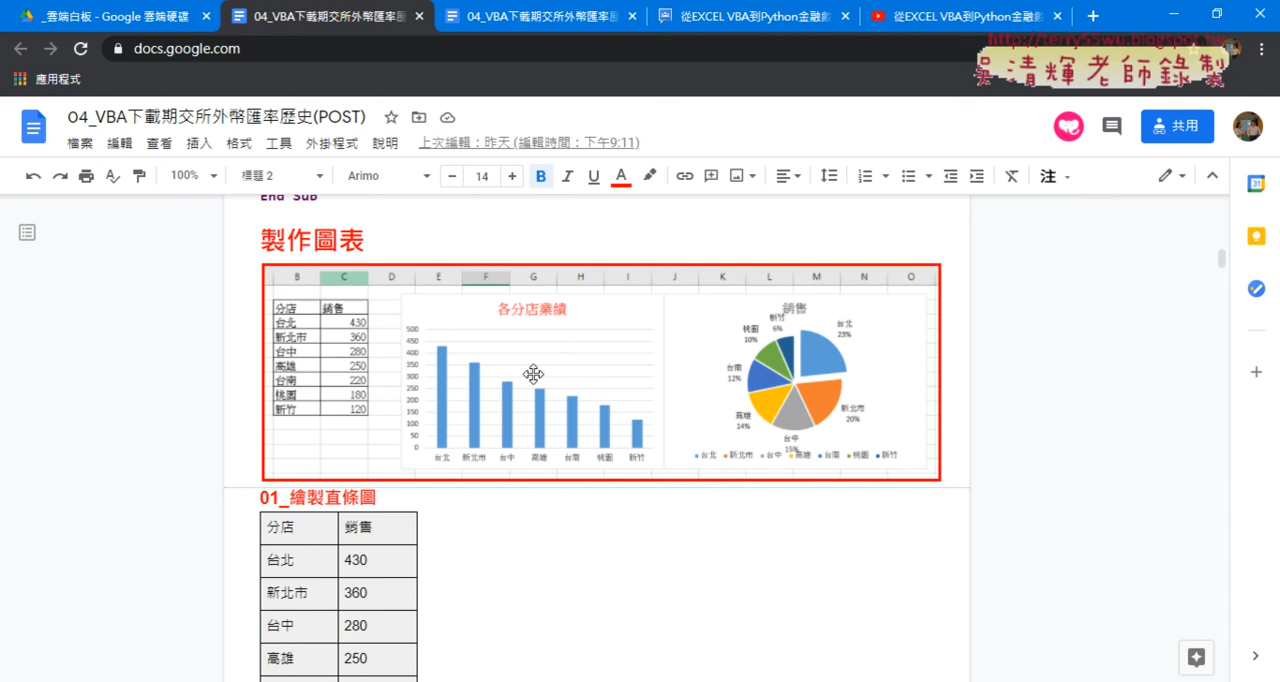 _雲端白板 - Google 雲端硬碟
04_VBA下載期交所外幣匯率歷
04_VBA下載期交所外幣匯率歷
從EXCEL VBA到Python金融創
從EXCEL VBA到Python金融創
docs.google.com
http://terry55wu.blogspot.tw
吳清輝老師錄製
應用程式
04_VBA下載期交所外幣匯率歷史(POST)
共用
檔案 編輯 查看 插入 格式 工具 外掛程式 說明 上次編輯：昨天 (編輯時間：下午9:11)
100% 標題 2 Arimo 14 B I U A 注
End Sub
製作圖表
B C D E F G H I J K L M N O
分店 銷售
台北 430
新北市 360
台中 280
高雄 250
台南 220
桃園 180
新竹 120
各分店業績
500
450
400
350
300
250
200
150
100
50
0
台北 新北市 台中 高雄 台南 桃園 新竹
銷售
台北
23%
新北市
20%
台中
15%
高雄
14%
台南
12%
桃園
10%
新竹
6%
台北 新北市 台中 高雄 台南 桃園 新竹
01_繪製直條圖
分店 銷售
台北 430
新北市 360
台中 280
高雄 250
31